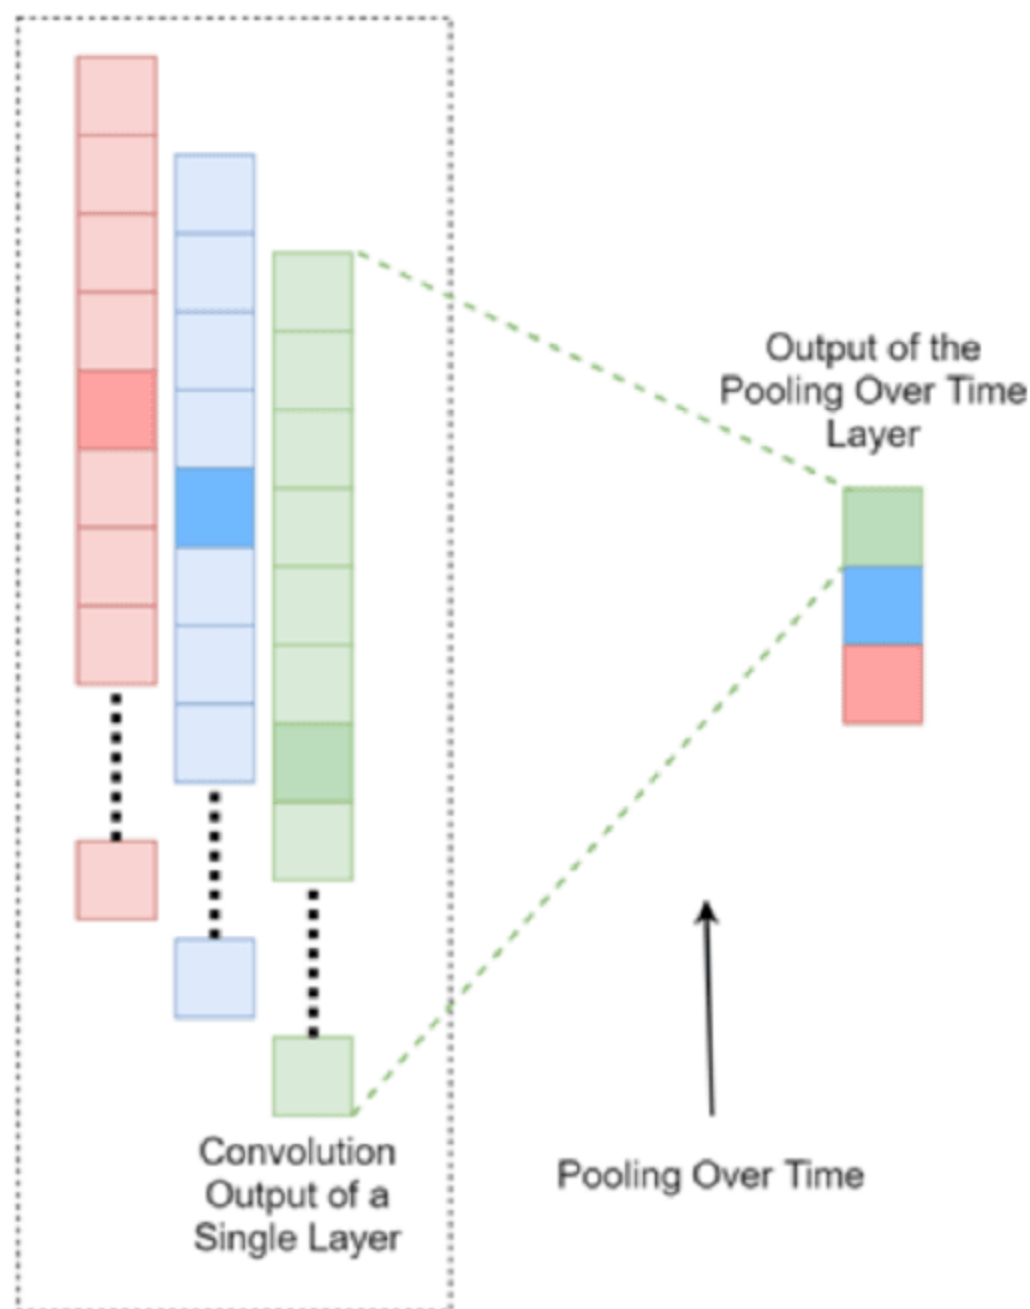 Output of the
Pooling Over Time
Layer
Convolution
Output of a
Single Layer
Pooling Over Time